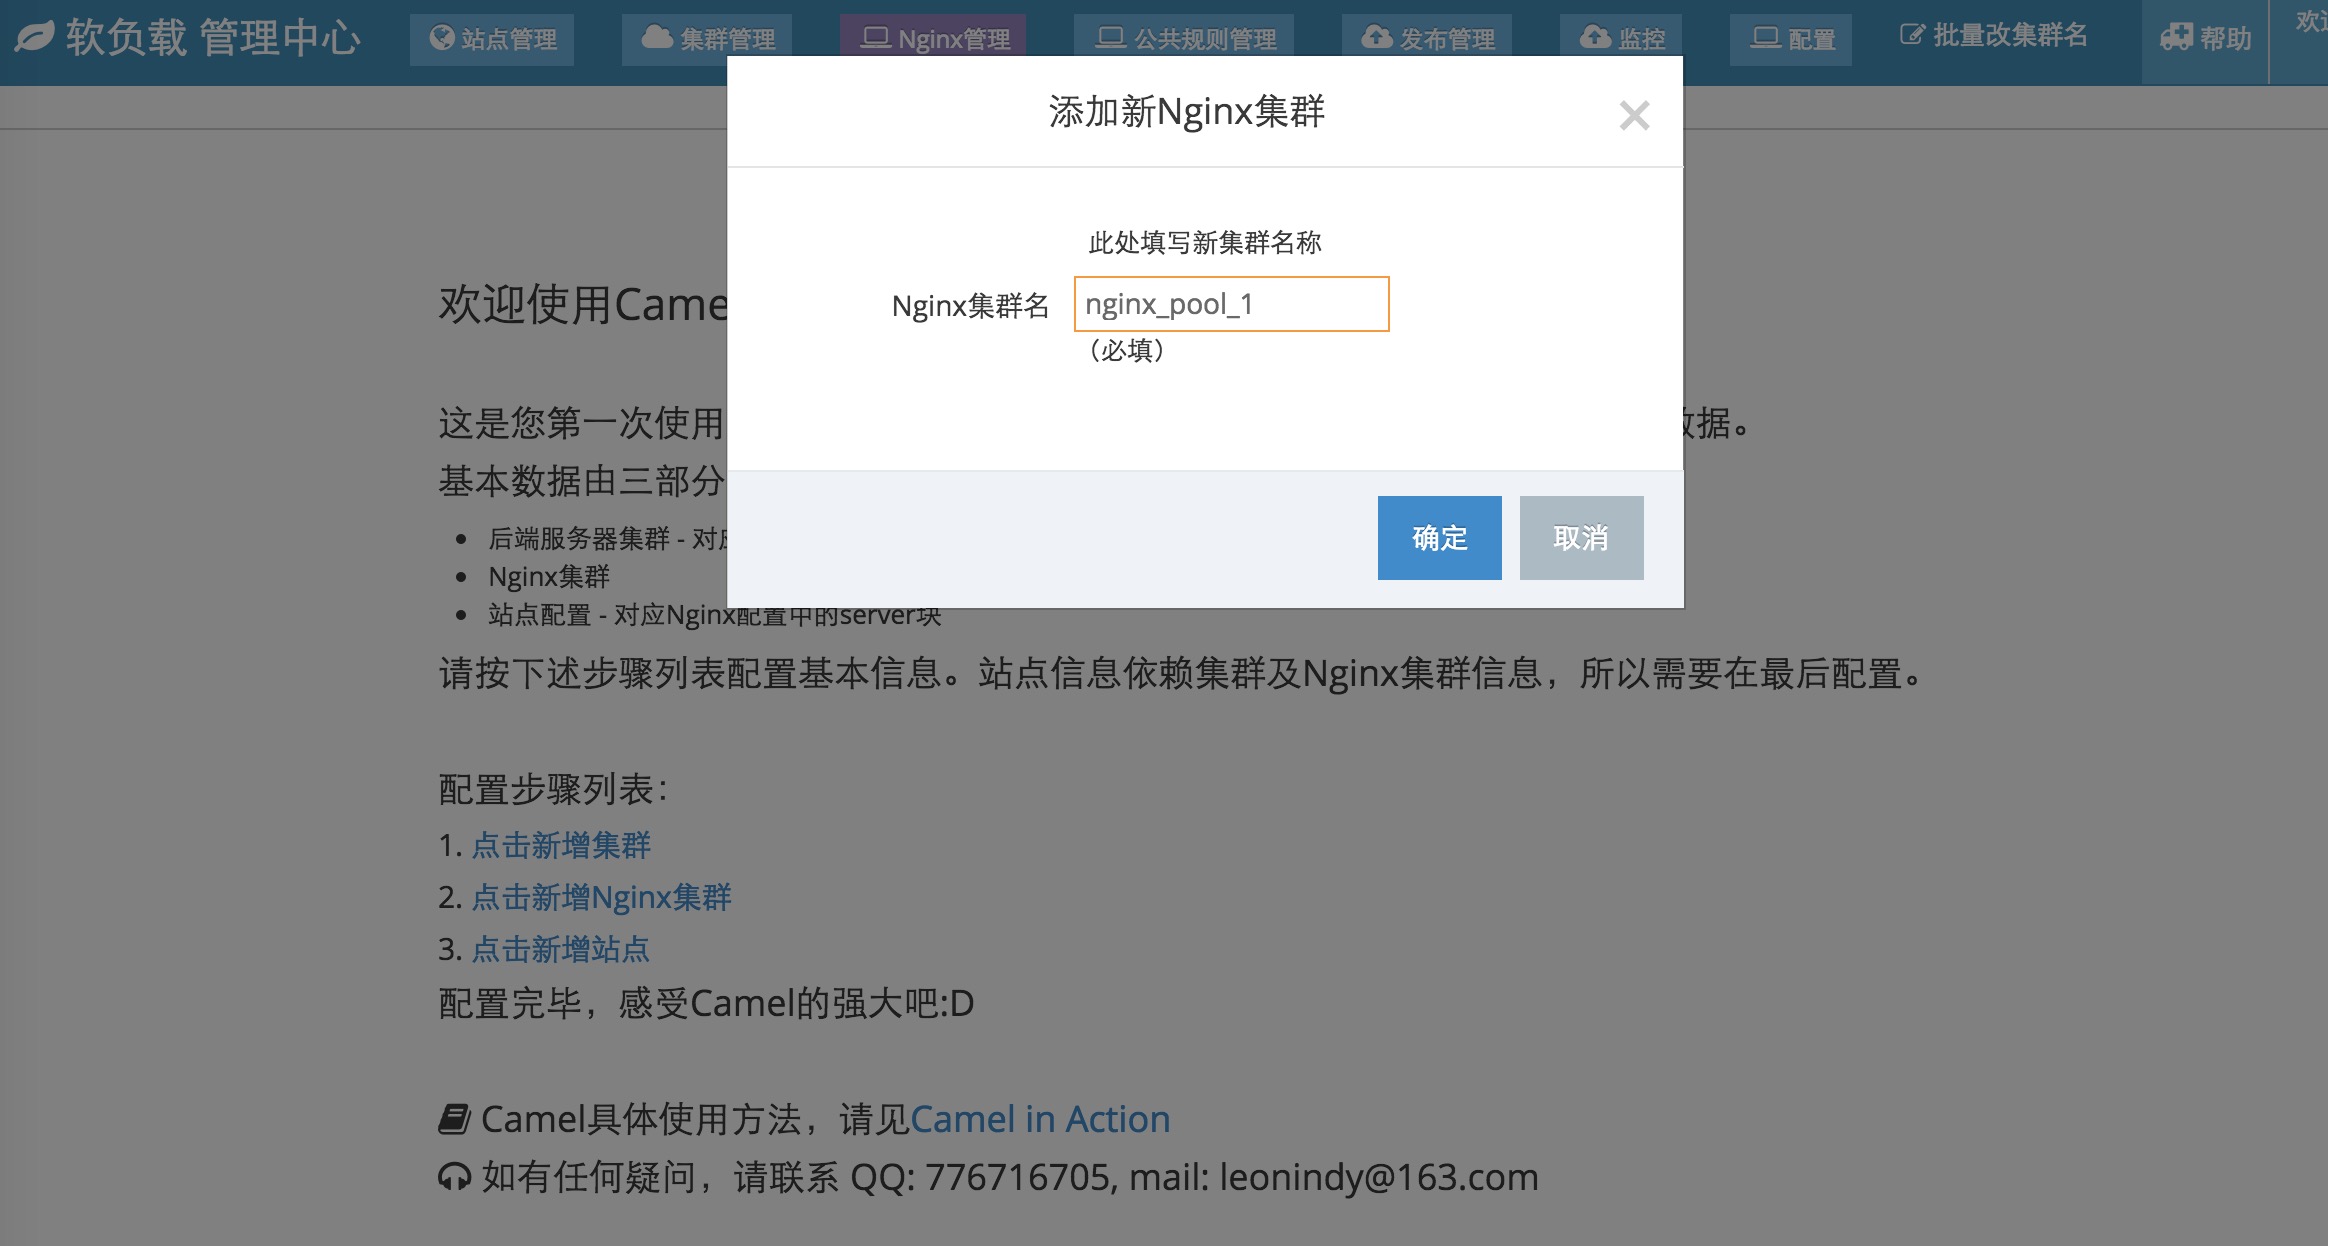 软负载 管理中心
站点管理
集群管理
Nginx管理
公共规则管理
发布管理
监控
配置
批量改集群名
帮助
添加新Nginx集群
×
此处填写新集群名称
Nginx集群名
nginx_pool_1
（必填）
确定
取消
欢迎使用Came
这是您第一次使用
据。
基本数据由三部分
后端服务器集群 - 对
Nginx集群
站点配置 - 对应Nginx配置中的server块
请按下述步骤列表配置基本信息。站点信息依赖集群及Nginx集群信息，所以需要在最后配置。
配置步骤列表：
1. 点击新增集群
2. 点击新增Nginx集群
3. 点击新增站点
配置完毕，感受Camel的强大吧:D
Camel具体使用方法，请见Camel in Action
如有任何疑问，请联系 QQ: 776716705, mail: leonindy@163.com